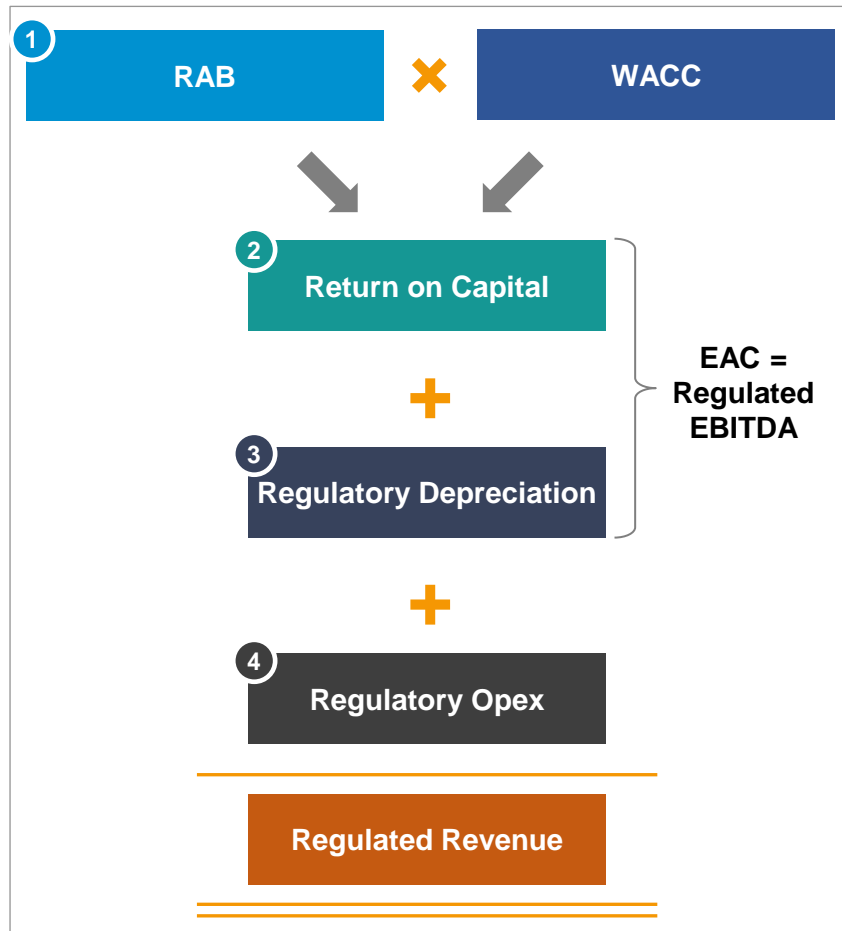 1
RAB
×
WACC
2
Return on Capital
+
EAC =
Regulated
EBITDA
3
Regulatory Depreciation
+
4
Regulatory Opex
Regulated Revenue